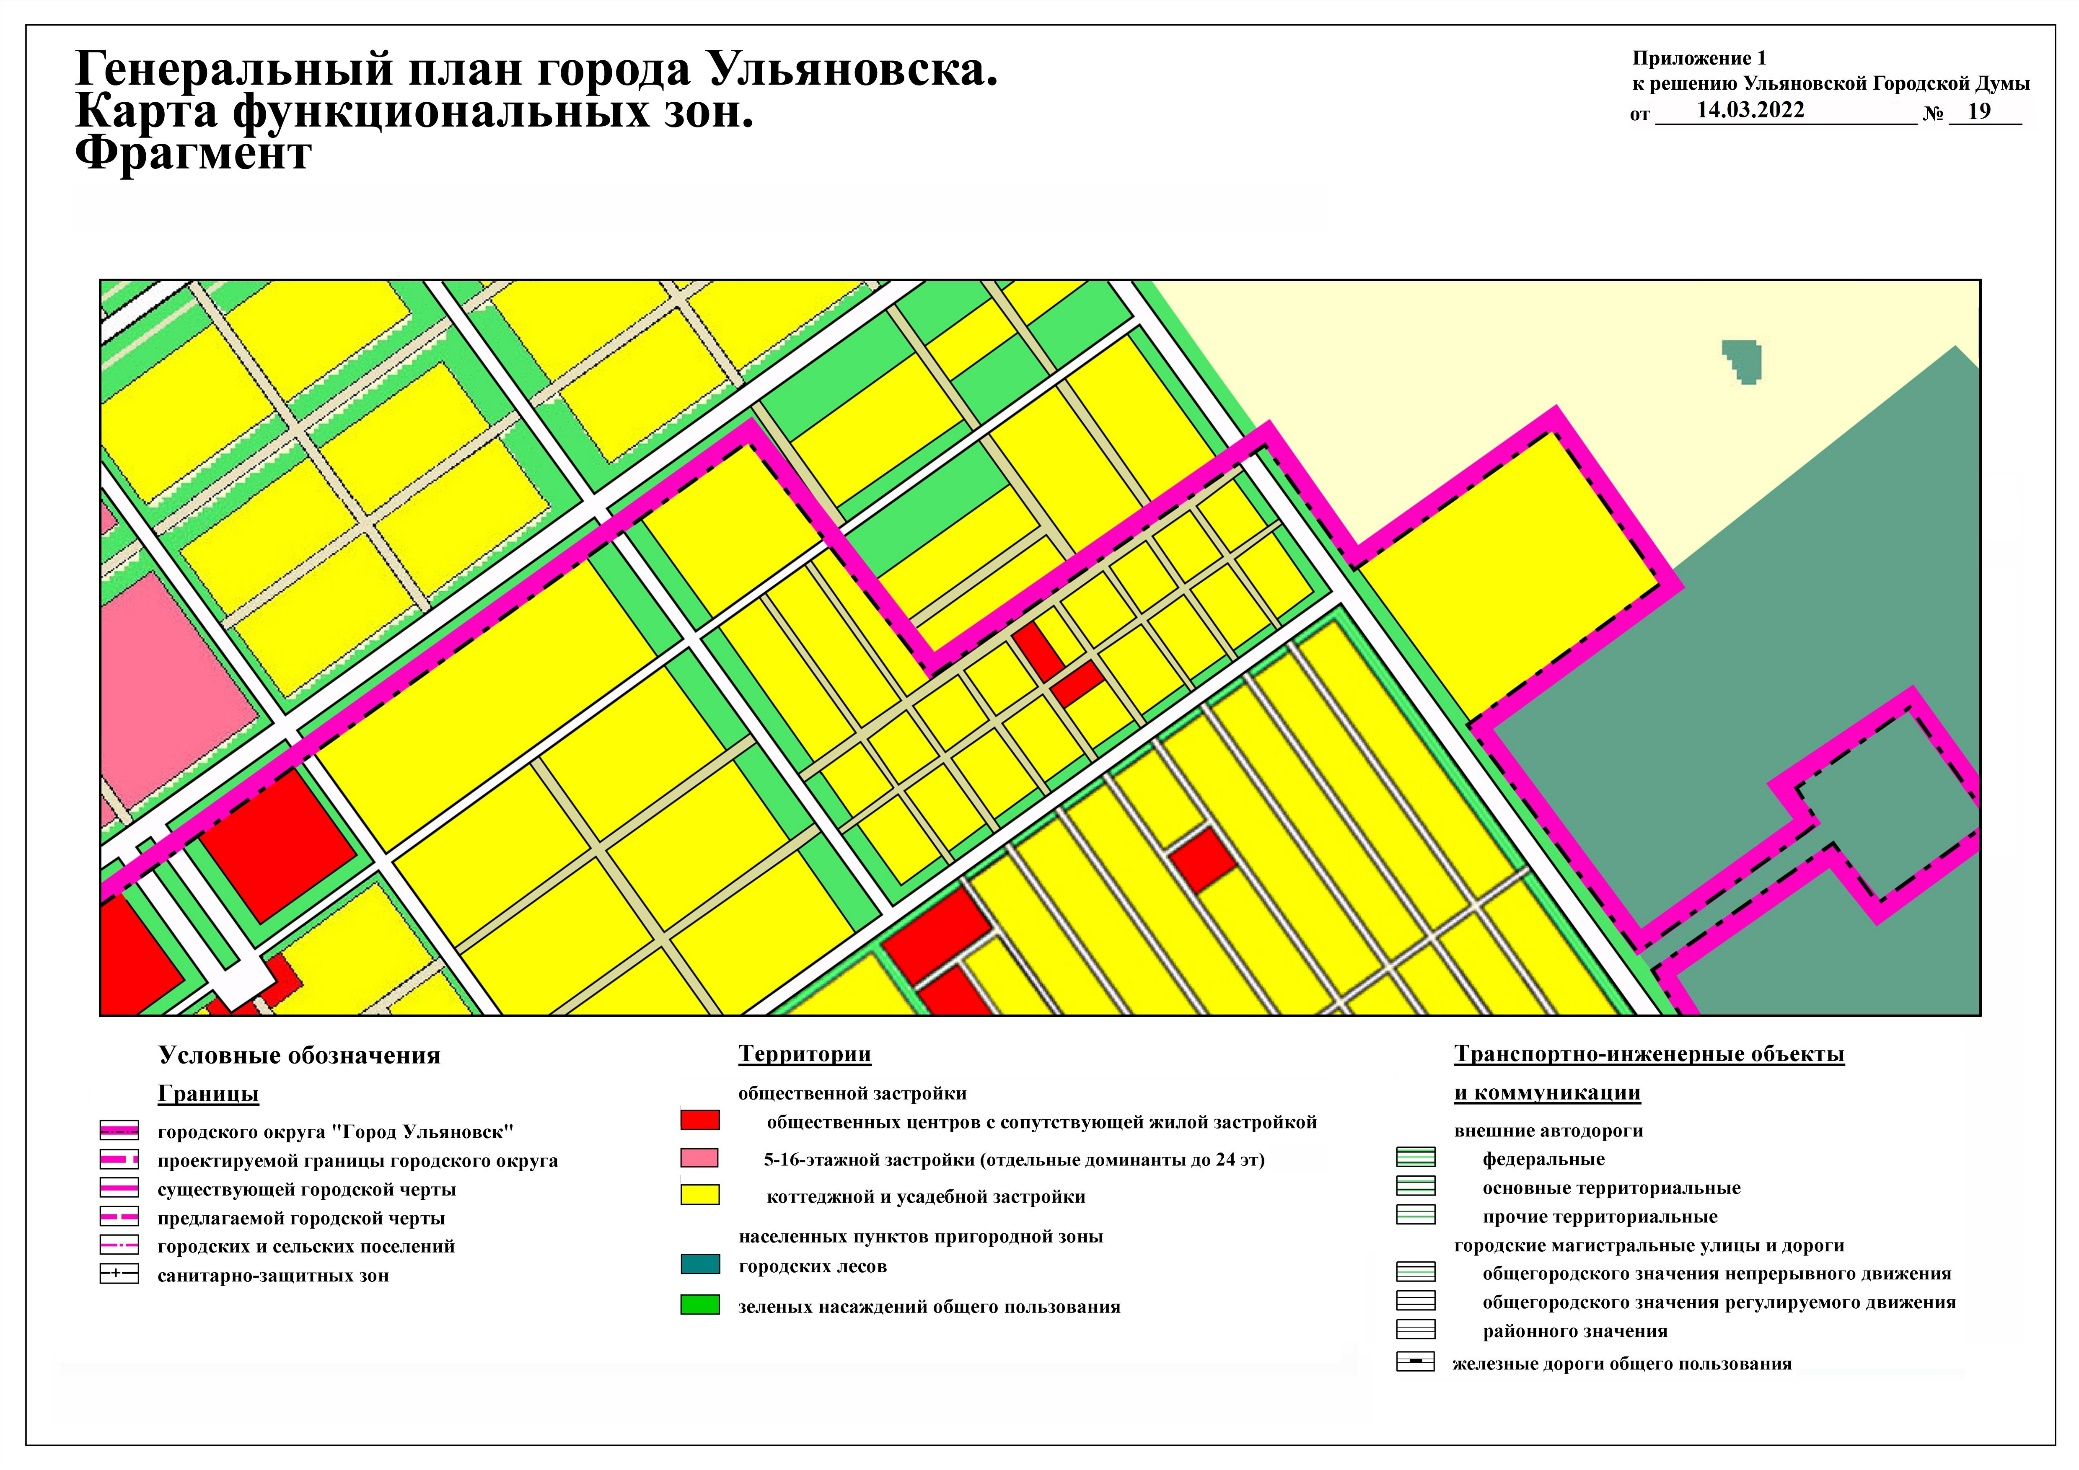 Генеральный план города Ульяновска.
Карта функциональных зон.
Фрагмент
Приложение 1
к решению Ульяновской Городской Думы
от 14.03.2022 № 19
Условные обозначения
Границы
городского округа "Город Ульяновск"
проектируемой границы городского округа
существующей городской черты
предлагаемой городской черты
городских и сельских поселений
санитарно-защитных зон
Территории
общественной застройки
общественных центров с сопутствующей жилой застройкой
5-16-этажной застройки (отдельные доминанты до 24 эт)
коттеджной и усадебной застройки
населенных пунктов пригородной зоны
городских лесов
зеленых насаждений общего пользования
Транспортно-инженерные объекты
и коммуникации
внешние автодороги
федеральные
основные территориальные
прочие территориальные
городские магистральные улицы и дороги
общегородского значения непрерывного движения
общегородского значения регулируемого движения
районного значения
железные дороги общего пользования